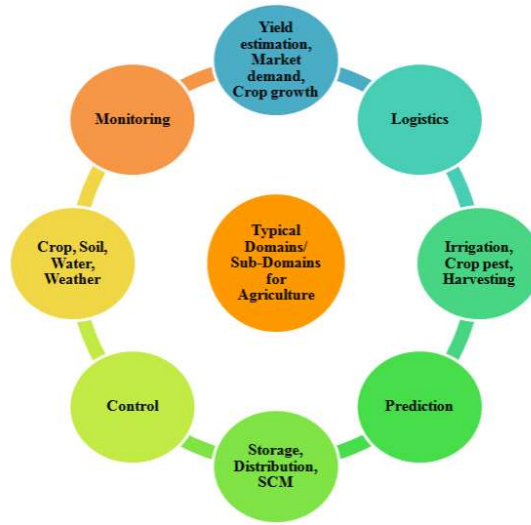 Yield
estimation,
Market
demand,
Crop growth
Logistics
Irrigation,
Crop pest,
Harvesting
Prediction
Storage,
Distribution,
SCM
Control
Crop, Soil,
Water,
Weather
Monitoring
Typical
Domains/
Sub-Domains
for
Agriculture